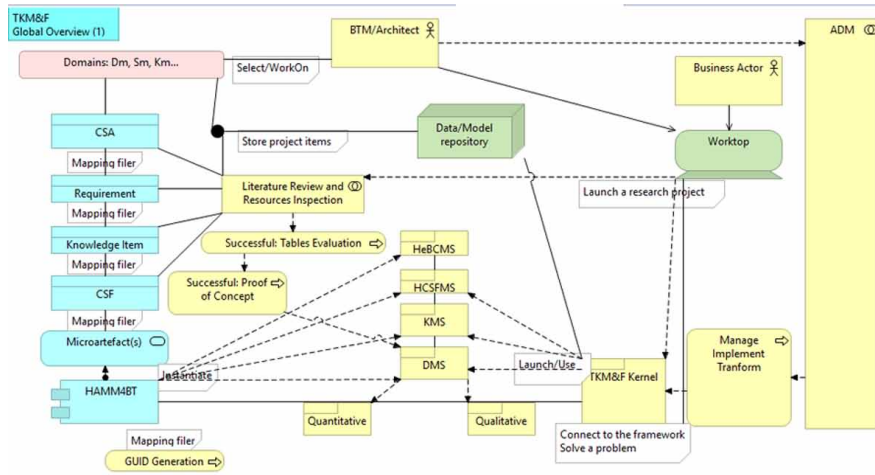 TKM&F
Global Overview (1)
BTM/Architect
ADM
Domains: Dm, Sm, Km...
Select/WorkOn
Business Actor
CSA
Store project items
Data/Model
repository
Worktop
Mapping filer
Requirement
Literature Review and
Resources Inspection
Launch a research project
Mapping filer
Knowledge Item
Successful: Tables Evaluation
HeBCMS
Mapping filer
CSF
Successful: Proof
of Concept
HCSFMS
Mapping filer
KMS
Microartefact(s)
Manage
Implement
Tranform
DMS
Launch/Use
Instantiate
TKM&F Kernel
HAMM4BT
Quantitative
Qualitative
Mapping filer
Connect to the framework
Solve a problem
GUID Generation